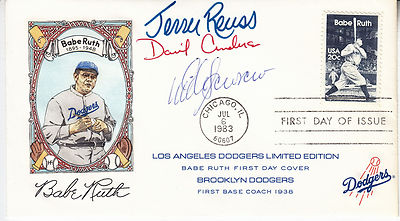 Babe Ruth
1895-1948
Dodgers
Babe Ruth
Jerry Reuss
David
CHICAGO, IL
JUL
6
1983
60607
Babe Ruth
USA
20c
FIRST DAY OF ISSUE
LOS ANGELES DODGERS LIMITED EDITION
BABE RUTH FIRST DAY COVER
BROOKLYN DODGERS
FIRST BASE COACH 1938
Dodgers